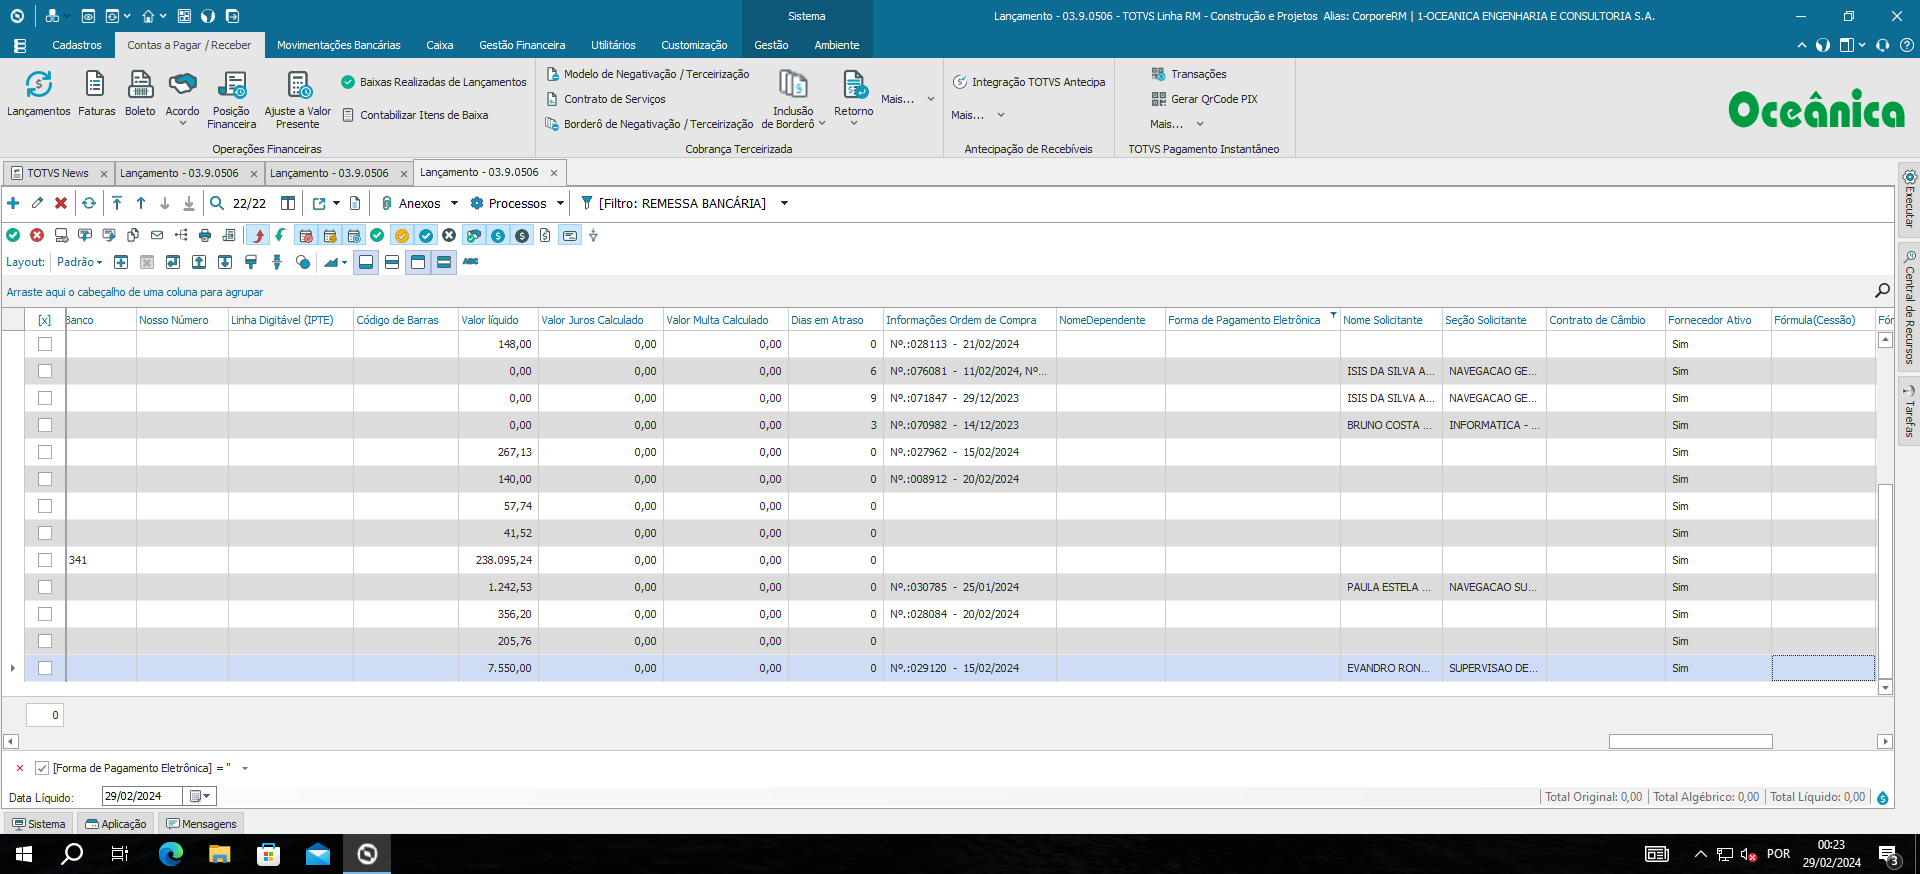 Sistema
Lançamento - 03.9.0506 - TOTVS Linha RM - Construção e Projetos  Alias: CorporeRM | 1-OCEANICA ENGENHARIA E CONSULTORIA S.A.
Cadastros Contas a Pagar / Receber Movimentações Bancárias Caixa Gestão Financeira Utilitários Customização Gestão Ambiente
Lançamentos Faturas Boleto Acordo Posição Financeira Ajuste a Valor Presente
Baixas Realizadas de Lançamentos
Contabilizar Itens de Baixa
Operações Financeiras
Modelo de Negativação / Terceirização
Contrato de Serviços
Borderô de Negativação / Terceirização
Inclusão de Borderô Retorno Mais...
Cobrança Terceirizada
Integração TOTVS Antecipa
Mais...
Antecipação de Recebíveis
Transações
Gerar QrCode PIX
Mais...
TOTVS Pagamento Instantâneo
Oceânica
TOTVS News Lançamento - 03.9.0506 Lançamento - 03.9.0506 Lançamento - 03.9.0506
22/22 Anexos Processos [Filtro: REMESSA BANCÁRIA]
Layout: Padrão ABC
Arraste aqui o cabeçalho de uma coluna para agrupar
[x] Banco Nosso Número Linha Digitável (IPTE) Código de Barras Valor líquido Valor Juros Calculado Valor Multa Calculado Dias em Atraso Informações Ordem de Compra NomeDependente Forma de Pagamento Eletrônica Nome Solicitante Seção Solicitante Contrato de Câmbio Fornecedor Ativo Fórmula(Cessão) Fór
148,00 0,00 0,00 0 Nº.:028113 - 21/02/2024 Sim
0,00 0,00 0,00 6 Nº.:076081 - 11/02/2024, Nº... ISIS DA SILVA A... NAVEGACAO GE... Sim
0,00 0,00 0,00 9 Nº.:071847 - 29/12/2023 ISIS DA SILVA A... NAVEGACAO GE... Sim
0,00 0,00 0,00 3 Nº.:070982 - 14/12/2023 BRUNO COSTA ... INFORMATICA - ... Sim
267,13 0,00 0,00 0 Nº.:027962 - 15/02/2024 Sim
140,00 0,00 0,00 0 Nº.:008912 - 20/02/2024 Sim
57,74 0,00 0,00 0 Sim
41,52 0,00 0,00 0 Sim
341 238.095,24 0,00 0,00 0 Sim
1.242,53 0,00 0,00 0 Nº.:030785 - 25/01/2024 PAULA ESTELA ... NAVEGACAO SU... Sim
356,20 0,00 0,00 0 Nº.:028084 - 20/02/2024 Sim
205,76 0,00 0,00 0 Sim
7.550,00 0,00 0,00 0 Nº.:029120 - 15/02/2024 EVANDRO RON... SUPERVISAO DE... Sim
0
[Forma de Pagamento Eletrônica] = ''
Data Líquido: 29/02/2024
Total Original: 0,00 Total Algébrico: 0,00 Total Líquido: 0,00
Sistema Aplicação Mensagens
Executar
Central de Recursos
Tarefas
POR
00:23
29/02/2024
3